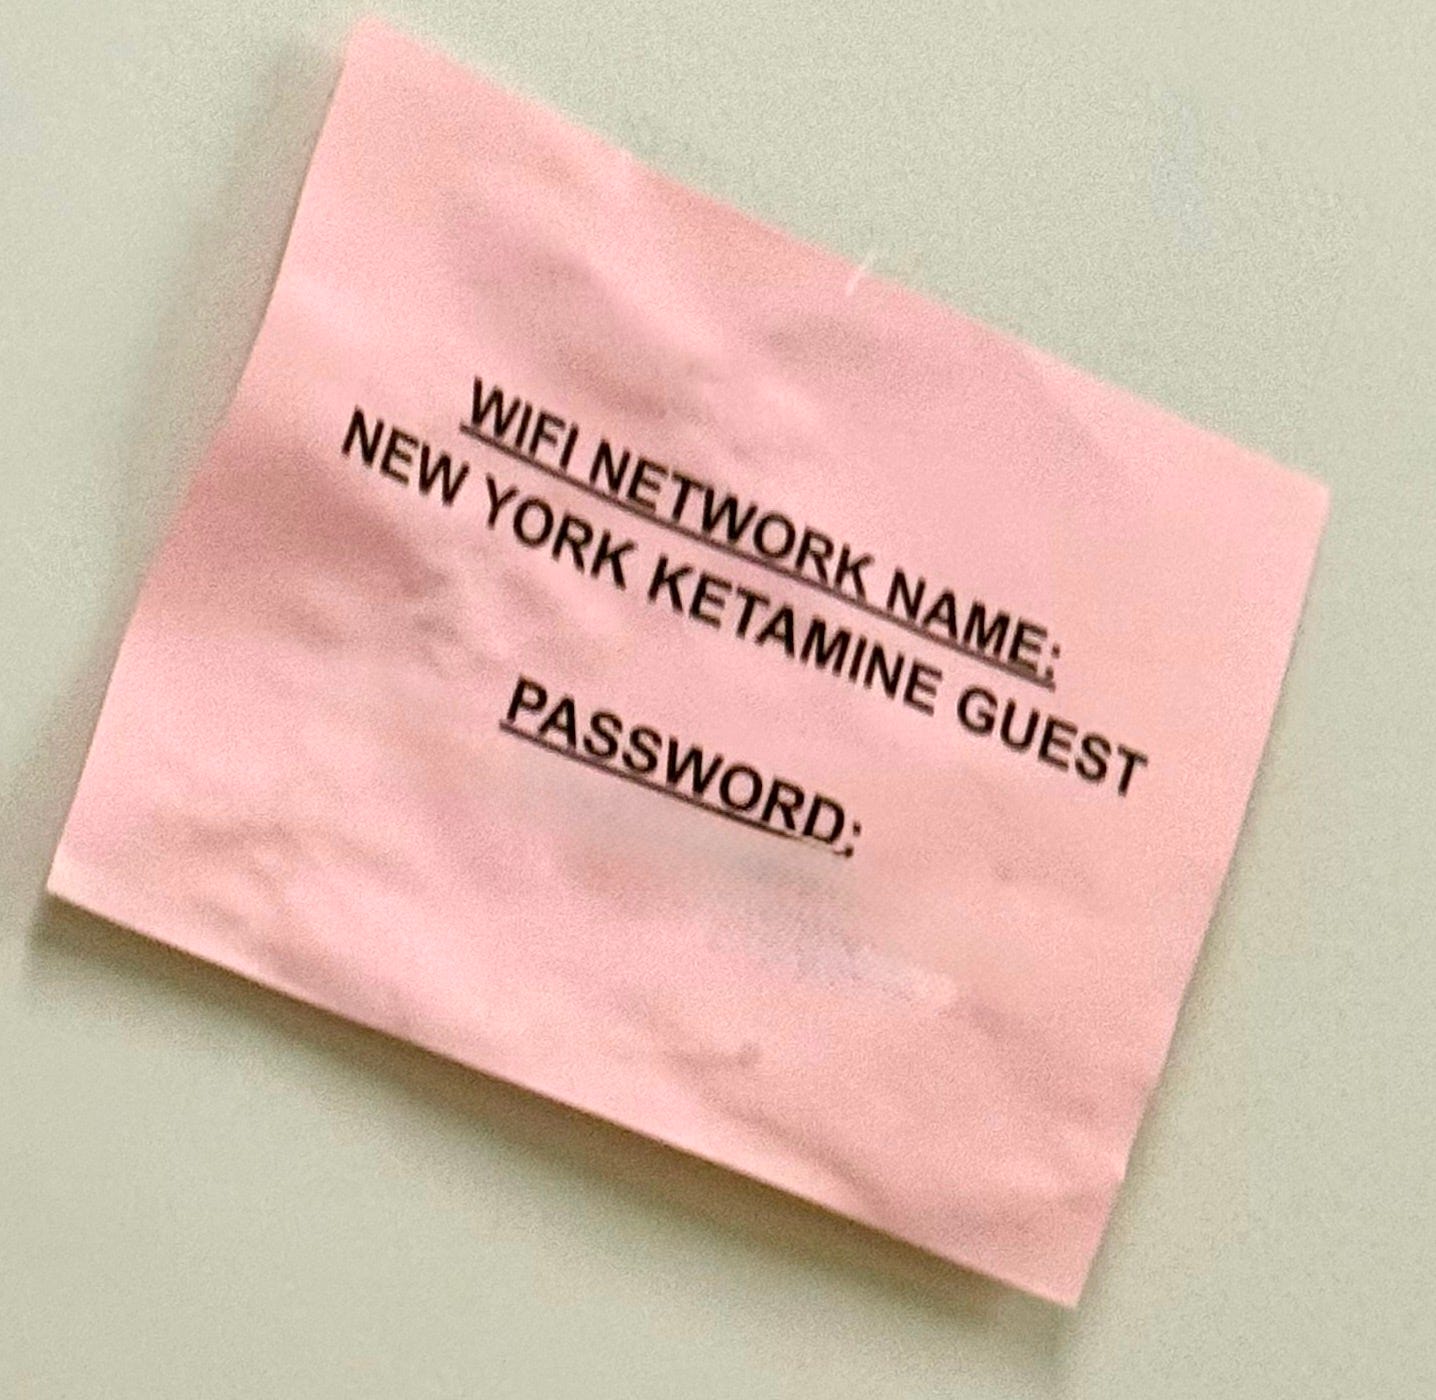 WIFI NETWORK NAME:
NEW YORK KETAMINE GUEST
PASSWORD: